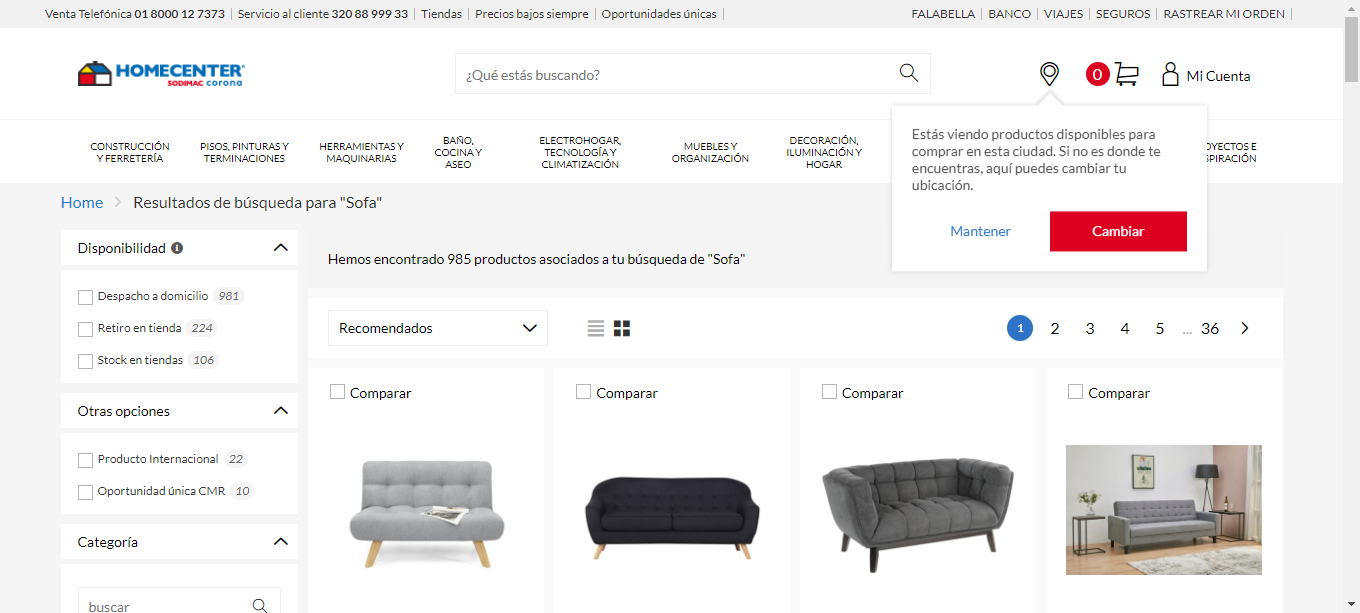 Venta Telefónica 01 8000 12 7373 Servicio al cliente 320 88 999 33 Tiendas Precios bajos siempre Oportunidades únicas FALABELLA BANCO VIAJES SEGUROS RASTREAR MI ORDEN
HOMECENTER
SODIMAC corona
¿Qué estás buscando?
0
Mi Cuenta
CONSTRUCCIÓN
Y FERRETERÍA
PISOS, PINTURAS Y
TERMINACIONES
HERRAMIENTAS Y
MAQUINARIAS
BAÑO,
COCINA Y
ASEO
ELECTROHOGAR,
TECNOLOGÍA Y
CLIMATIZACIÓN
MUEBLES Y
ORGANIZACIÓN
DECORACIÓN,
ILUMINACIÓN Y
HOGAR
OYECTOS E
SPIRACIÓN
Estás viendo productos disponibles para
comprar en esta ciudad. Si no es donde te
encuentras, aquí puedes cambiar tu
ubicación.
Mantener Cambiar
Home Resultados de búsqueda para "Sofa"
Disponibilidad
Despacho a domicilio 981
Retiro en tienda 224
Stock en tiendas 106
Otras opciones
Producto Internacional 22
Oportunidad única CMR 10
Categoría
buscar
Hemos encontrado 985 productos asociados a tu búsqueda de "Sofa"
Recomendados
1 2 3 4 5 ... 36
Comparar Comparar Comparar Comparar